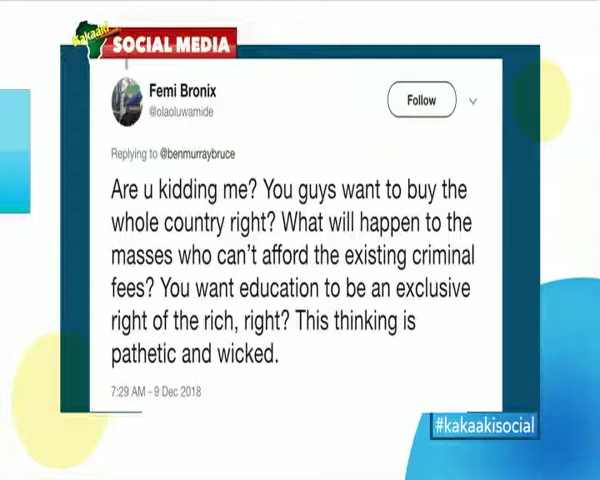 Kakaaki
SOCIAL MEDIA
Femi Bronix
@olaoluwamide
Follow
Replying to @benmurraybruce
Are u kidding me? You guys want to buy the
whole country right? What will happen to the
masses who can't afford the existing criminal
fees? You want education to be an exclusive
right of the rich, right? This thinking is
pathetic and wicked.
7:29 AM - 9 Dec 2018
#kakaakisocial